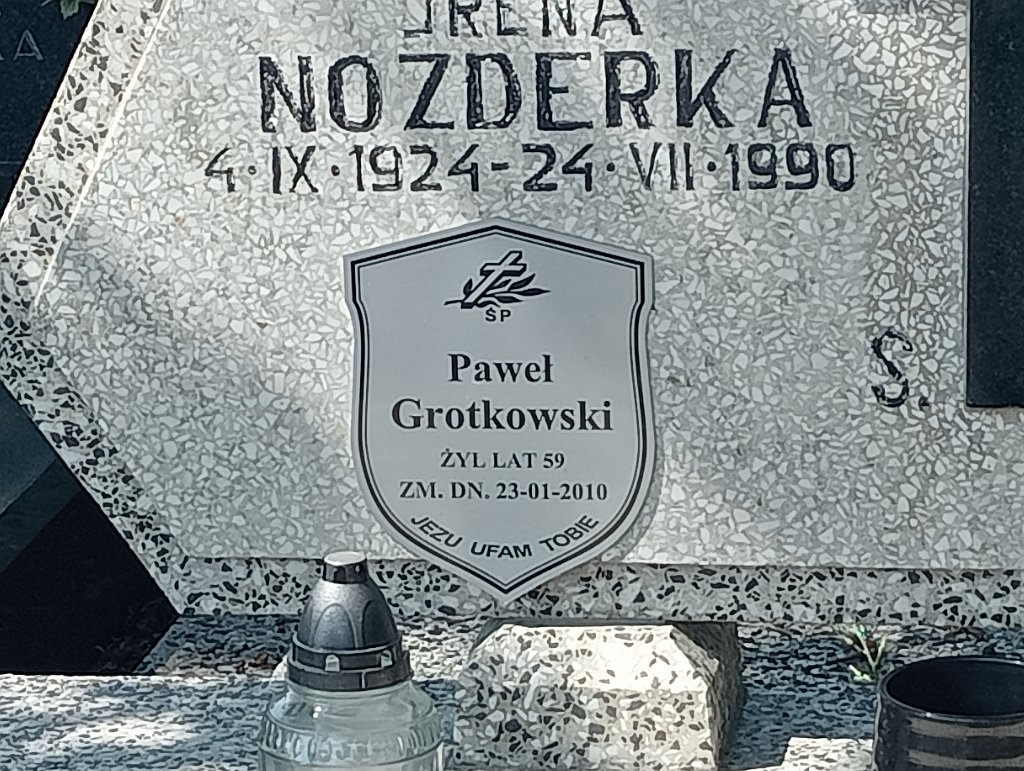 IRENA
NOZDERKA
4·IX·1924-24·VII·1990
ŚP
Paweł
Grotkowski
ŻYŁ LAT 59
ZM. DN. 23-01-2010
JEZU UFAM TOBIE
S.